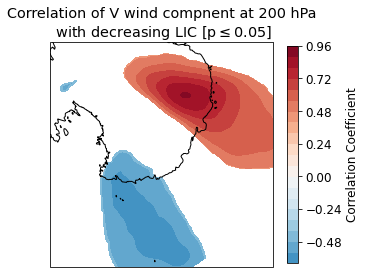 Correlation of V wind compnent at 200 hPa
with decreasing LIC [p ≤ 0.05]
0.96
0.72
0.48
0.24
0.00
−0.24
−0.48
Correlation Coefficient